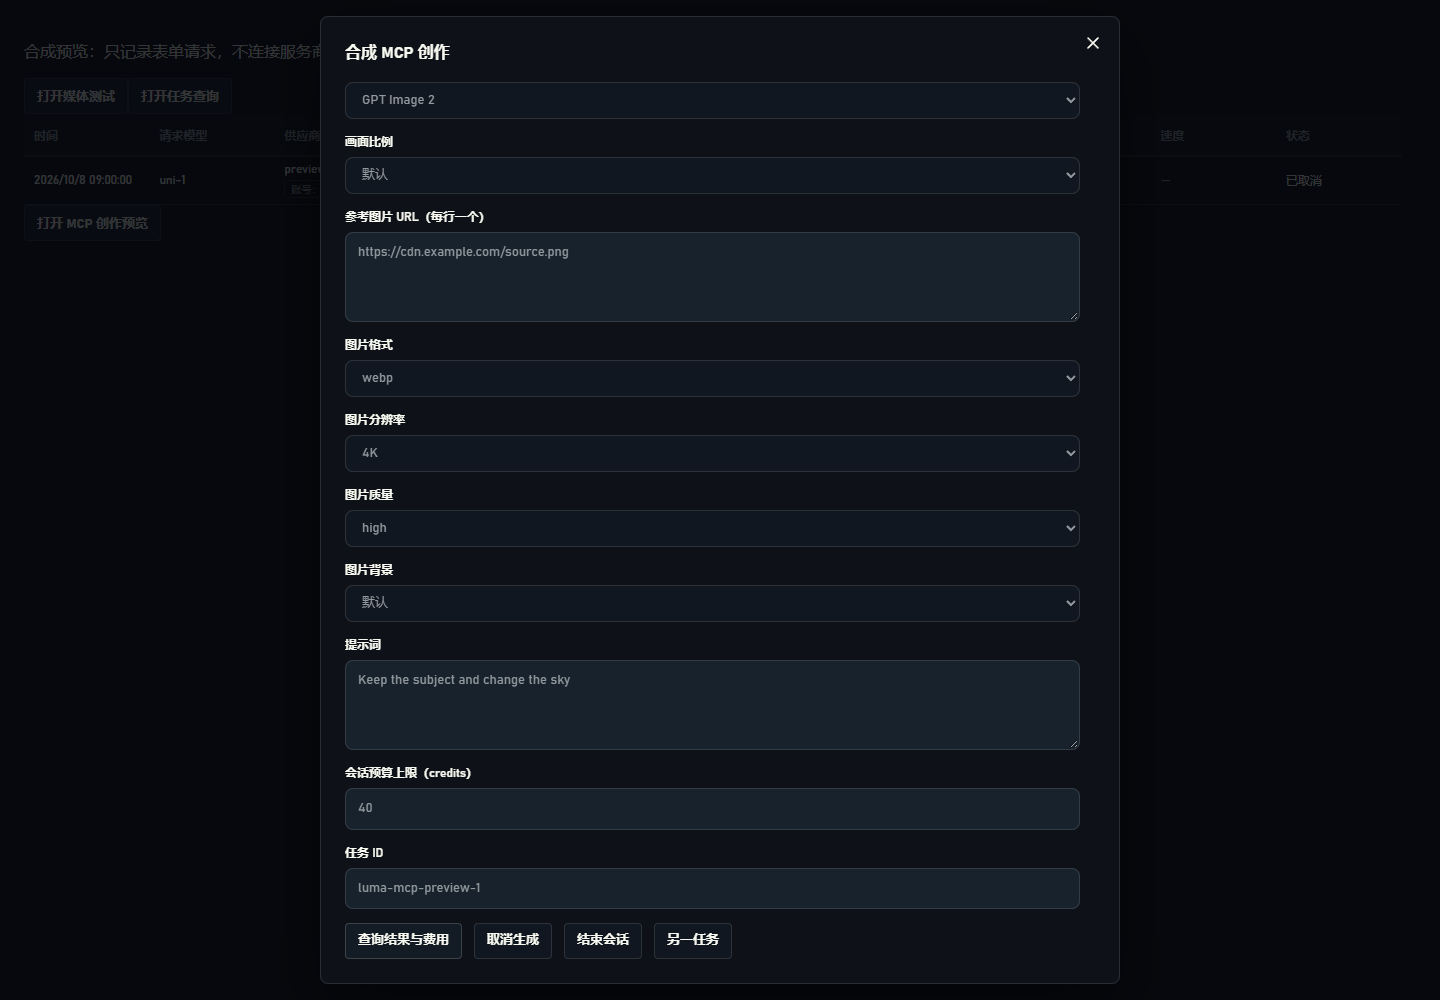 合成预览：只记录表单请求，不连接服务商
打开媒体测试 打开任务查询
时间 请求模型 供应商 速度 状态
2026/10/8 09:00:00 uni-1 preview — 已取消
账号:
打开 MCP 创作预览
合成 MCP 创作
GPT Image 2
画面比例
默认
参考图片 URL（每行一个）
https://cdn.example.com/source.png
图片格式
webp
图片分辨率
4K
图片质量
high
图片背景
默认
提示词
Keep the subject and change the sky
会话预算上限（credits）
40
任务 ID
luma-mcp-preview-1
查询结果与费用 取消生成 结束会话 另一任务